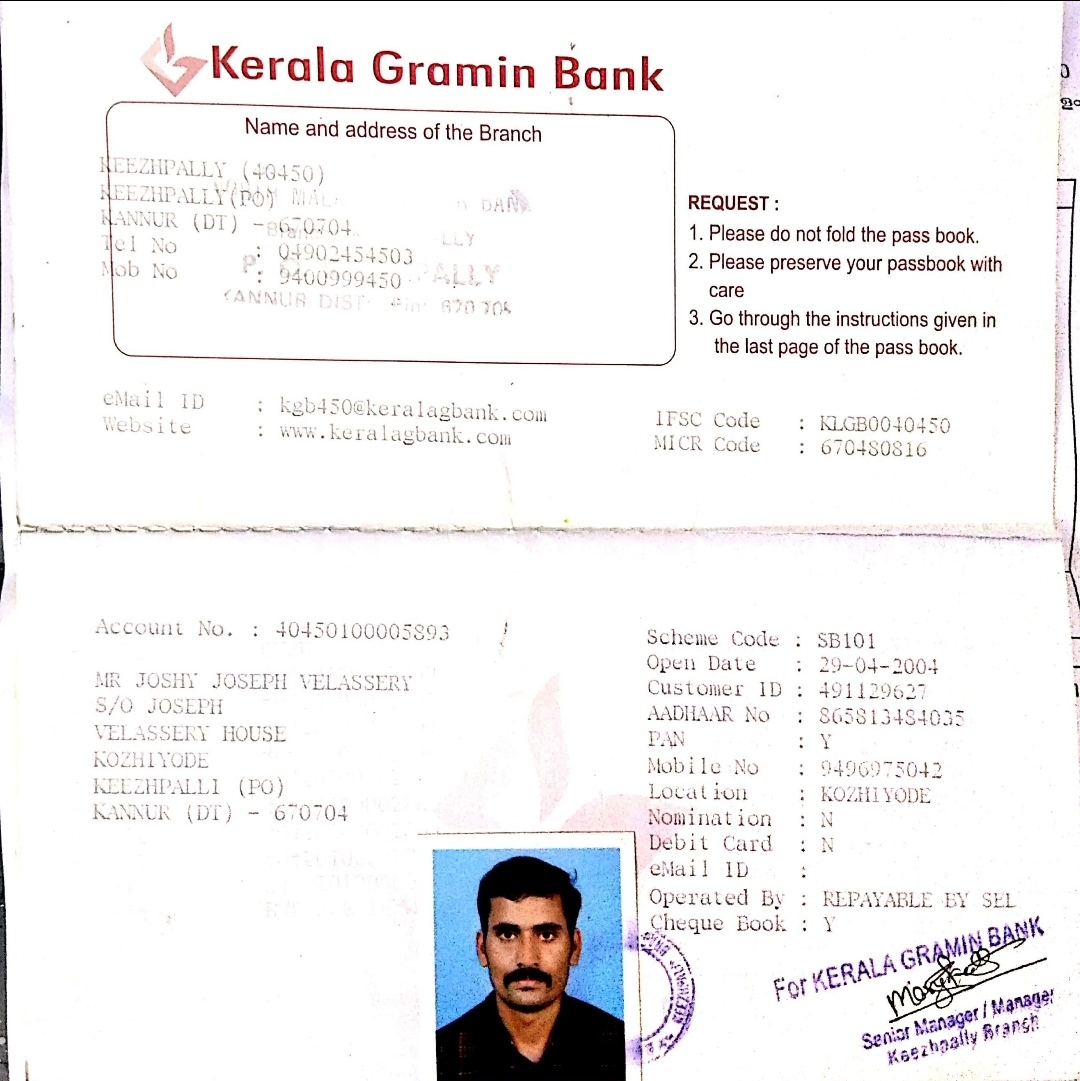 Kerala Gramin Bank
Name and address of the Branch
KEEZHPALLY (40450)
KEEZHPALLY(PO)
KANNUR (DT) - 670704
Tel No : 04902454503
Mob No : 9400999450
KANNUR DIST 670 704
REQUEST :
1. Please do not fold the pass book.
2. Please preserve your passbook with
care
3. Go through the instructions given in
the last page of the pass book.
eMail ID : kgb450@keralagbank.com
Website : www.keralagbank.com
IFSC Code : KLGB0040450
MICR Code : 670480816
Account No. : 40450100005893
MR JOSHY JOSEPH VELASSERY
S/O JOSEPH
VELASSERY HOUSE
KOZHIYODE
KEEZHPALLI (PO)
KANNUR (DT) - 670704
Scheme Code : SB101
Open Date : 29-04-2004
Customer ID : 491129627
AADHAAR No : 865813484035
PAN : Y
Mobile No : 9496975042
Location : KOZHIYODE
Nomination : N
Debit Card : N
eMail ID :
Operated By : REPAYABLE BY SEL
Cheque Book : Y
For KERALA GRAMIN BANK
Senior Manager / Manager
Keezhpally Branch